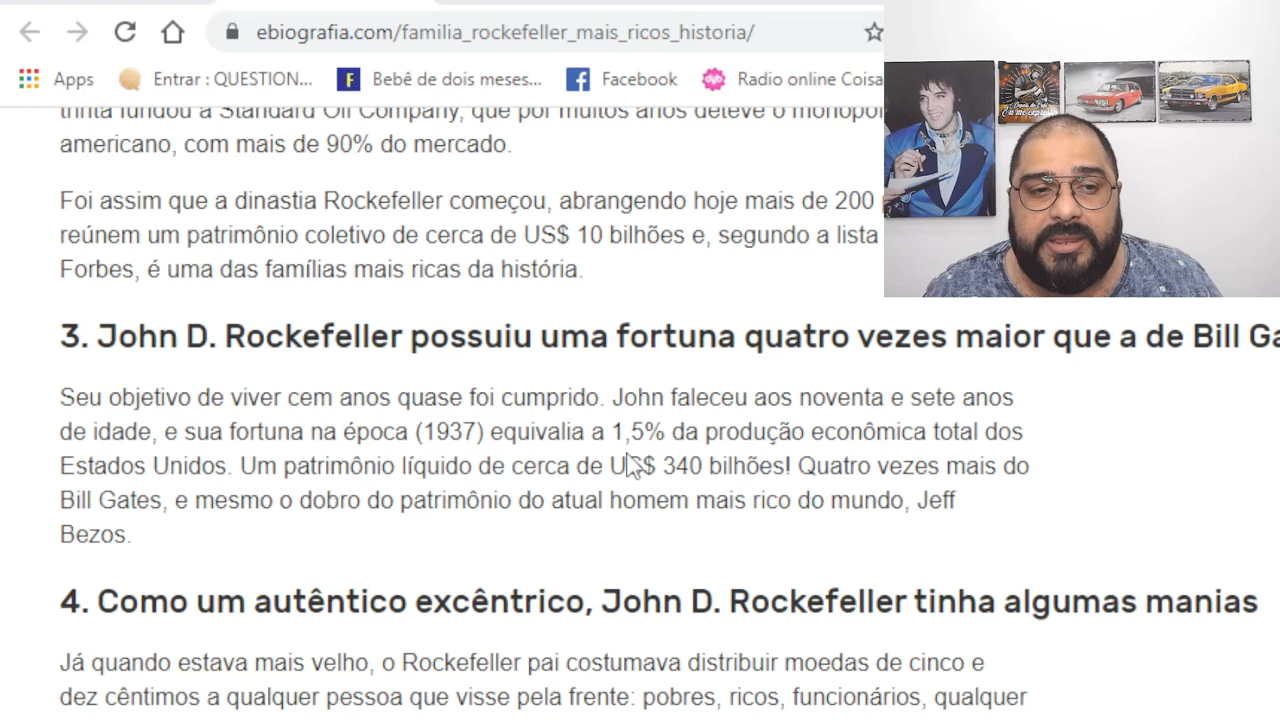 ebiografia.com/familia_rockefeller_mais_ricos_historia/
Apps Entrar : QUESTION... F Bebê de dois meses... f Facebook Radio online Coisa
trinta fundou a Standard Oil Company, que por muitos anos deteve o
americano, com mais de 90% do mercado.
Foi assim que a dinastia Rockefeller começou, abrangendo hoje mais de 200
reúnem um patrimônio coletivo de cerca de US$ 10 bilhões e, segundo a lista
Forbes, é uma das famílias mais ricas da história.
3. John D. Rockefeller possuiu uma fortuna quatro vezes maior que a de Bill
Seu objetivo de viver cem anos quase foi cumprido. John faleceu aos noventa e sete anos
de idade, e sua fortuna na época (1937) equivalia a 1,5% da produção econômica total dos
Estados Unidos. Um patrimônio líquido de cerca de US$ 340 bilhões! Quatro vezes mais do
Bill Gates, e mesmo o dobro do patrimônio do atual homem mais rico do mundo, Jeff
Bezos.
4. Como um autêntico excêntrico, John D. Rockefeller tinha algumas manias
Já quando estava mais velho, o Rockefeller pai costumava distribuir moedas de cinco e
dez cêntimos a qualquer pessoa que visse pela frente: pobres, ricos, funcionários, qualquer